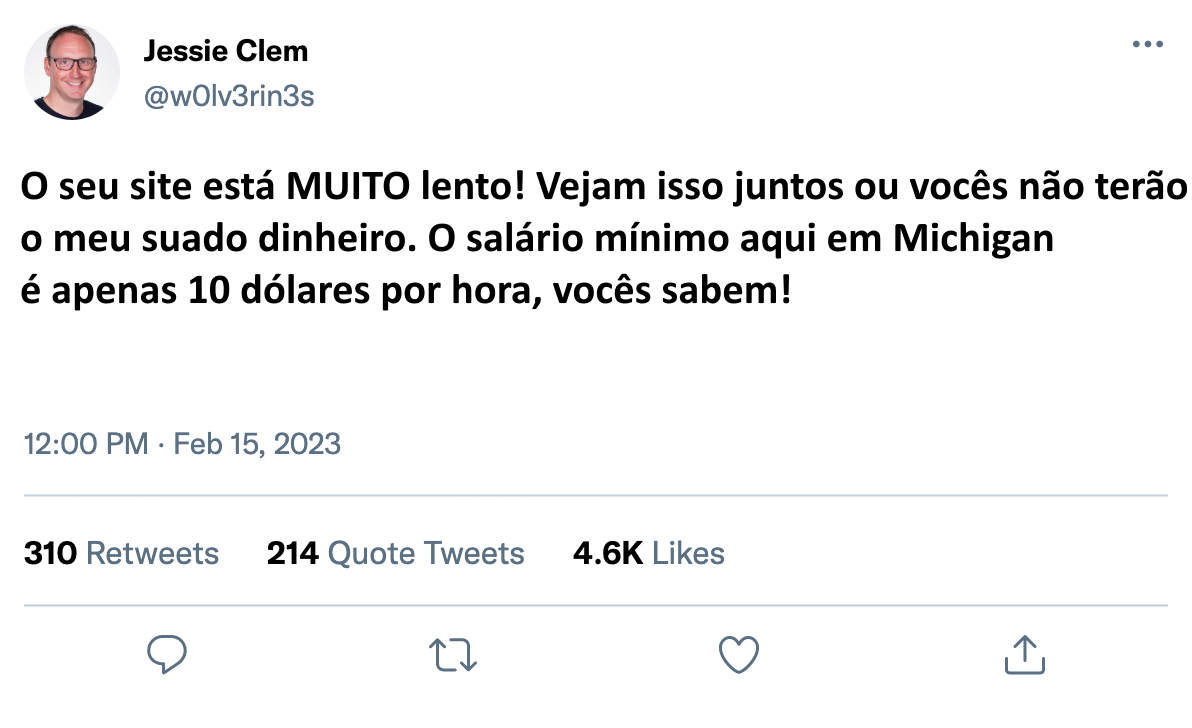 Jessie Clem
@w0lv3rin3s
O seu site está MUITO lento! Vejam isso juntos ou vocês não terão
o meu suado dinheiro. O salário mínimo aqui em Michigan
é apenas 10 dólares por hora, vocês sabem!
12:00 PM · Feb 15, 2023
310 Retweets 214 Quote Tweets 4.6K Likes